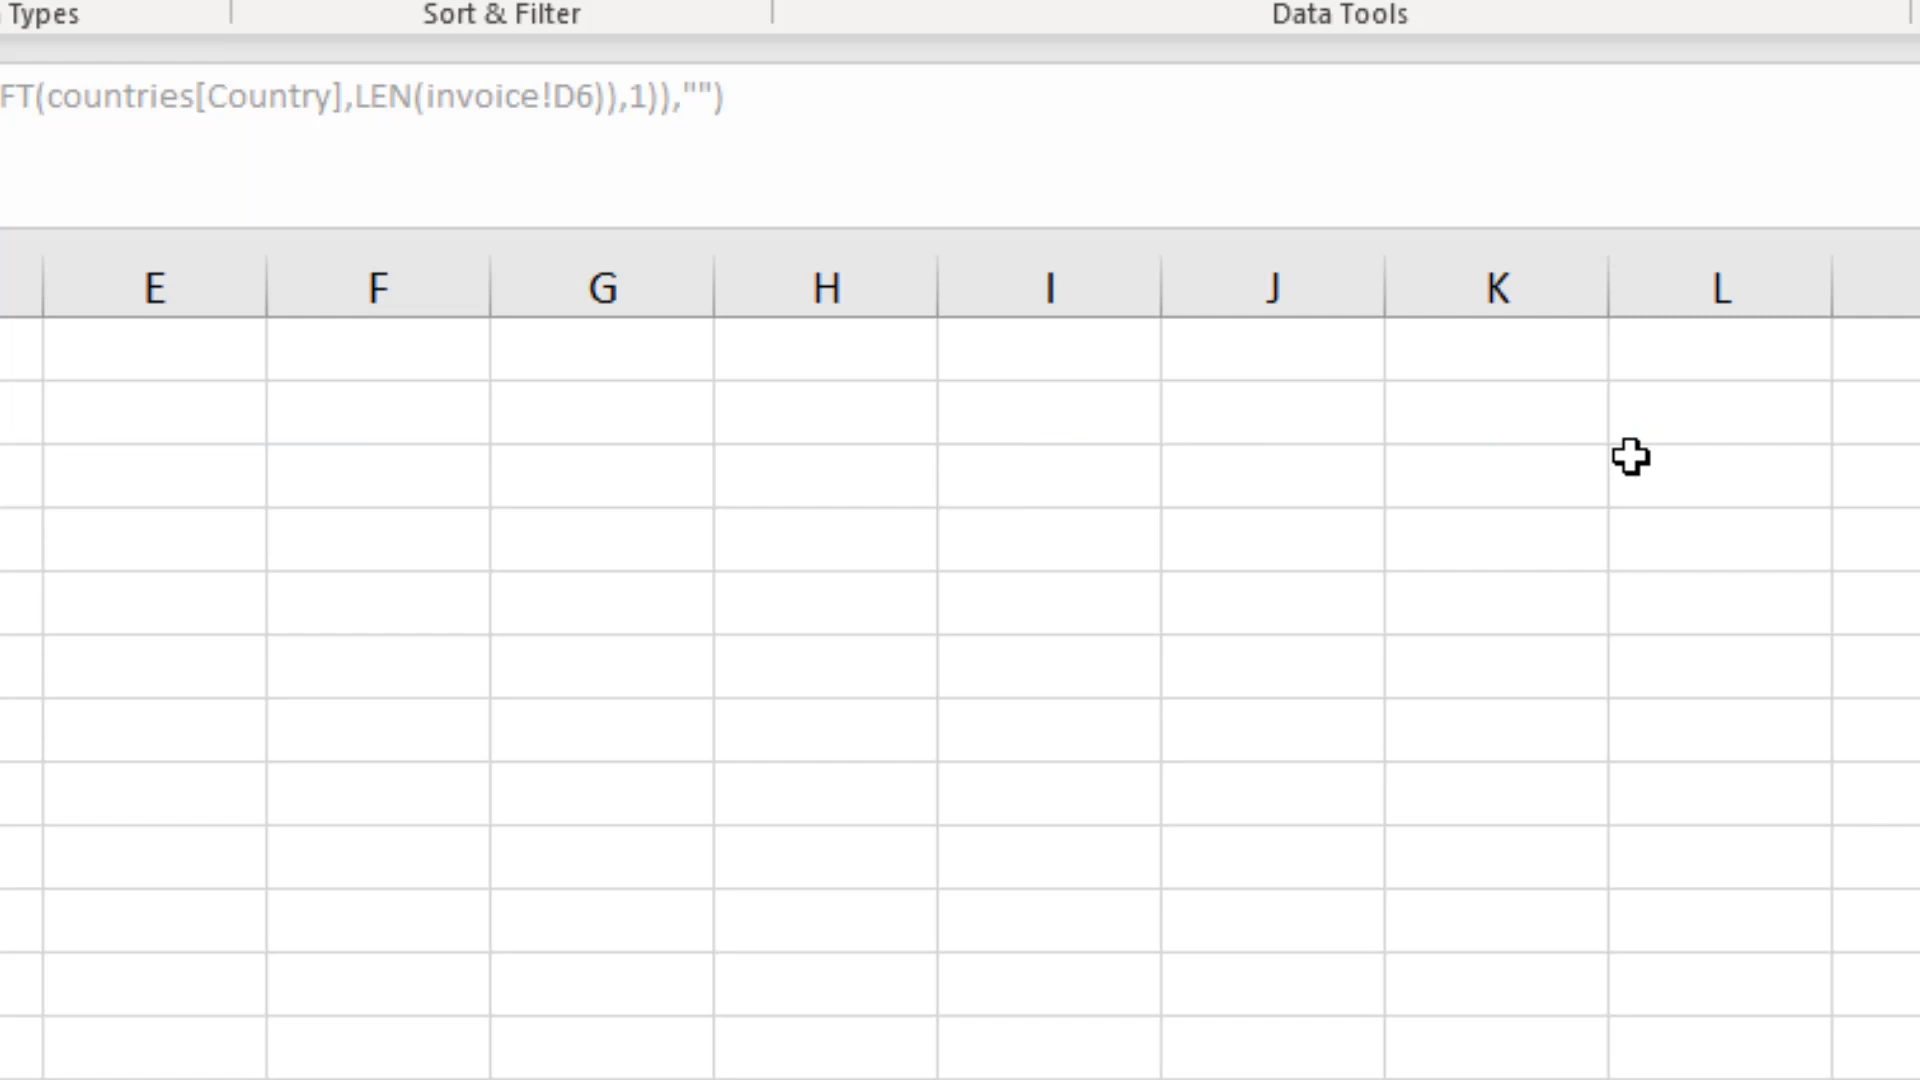 Types Sort & Filter Data Tools
FT(countries[Country],LEN(invoice!D6)),1)),"")
E F G H I J K L